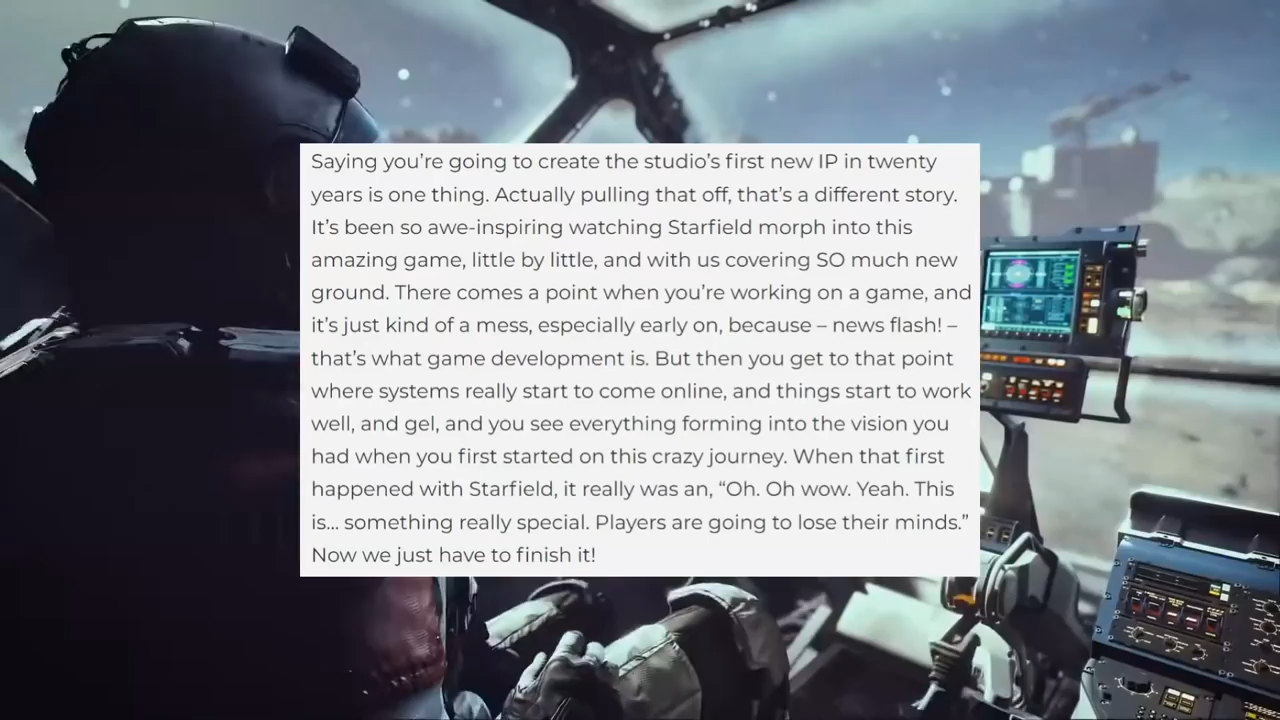 Saying you’re going to create the studio’s first new IP in twenty
years is one thing. Actually pulling that off, that’s a different story.
It’s been so awe-inspiring watching Starfield morph into this
amazing game, little by little, and with us covering SO much new
ground. There comes a point when you’re working on a game, and
it’s just kind of a mess, especially early on, because – news flash! –
that’s what game development is. But then you get to that point
where systems really start to come online, and things start to work
well, and gel, and you see everything forming into the vision you
had when you first started on this crazy journey. When that first
happened with Starfield, it really was an, “Oh. Oh wow. Yeah. This
is… something really special. Players are going to lose their minds.”
Now we just have to finish it!